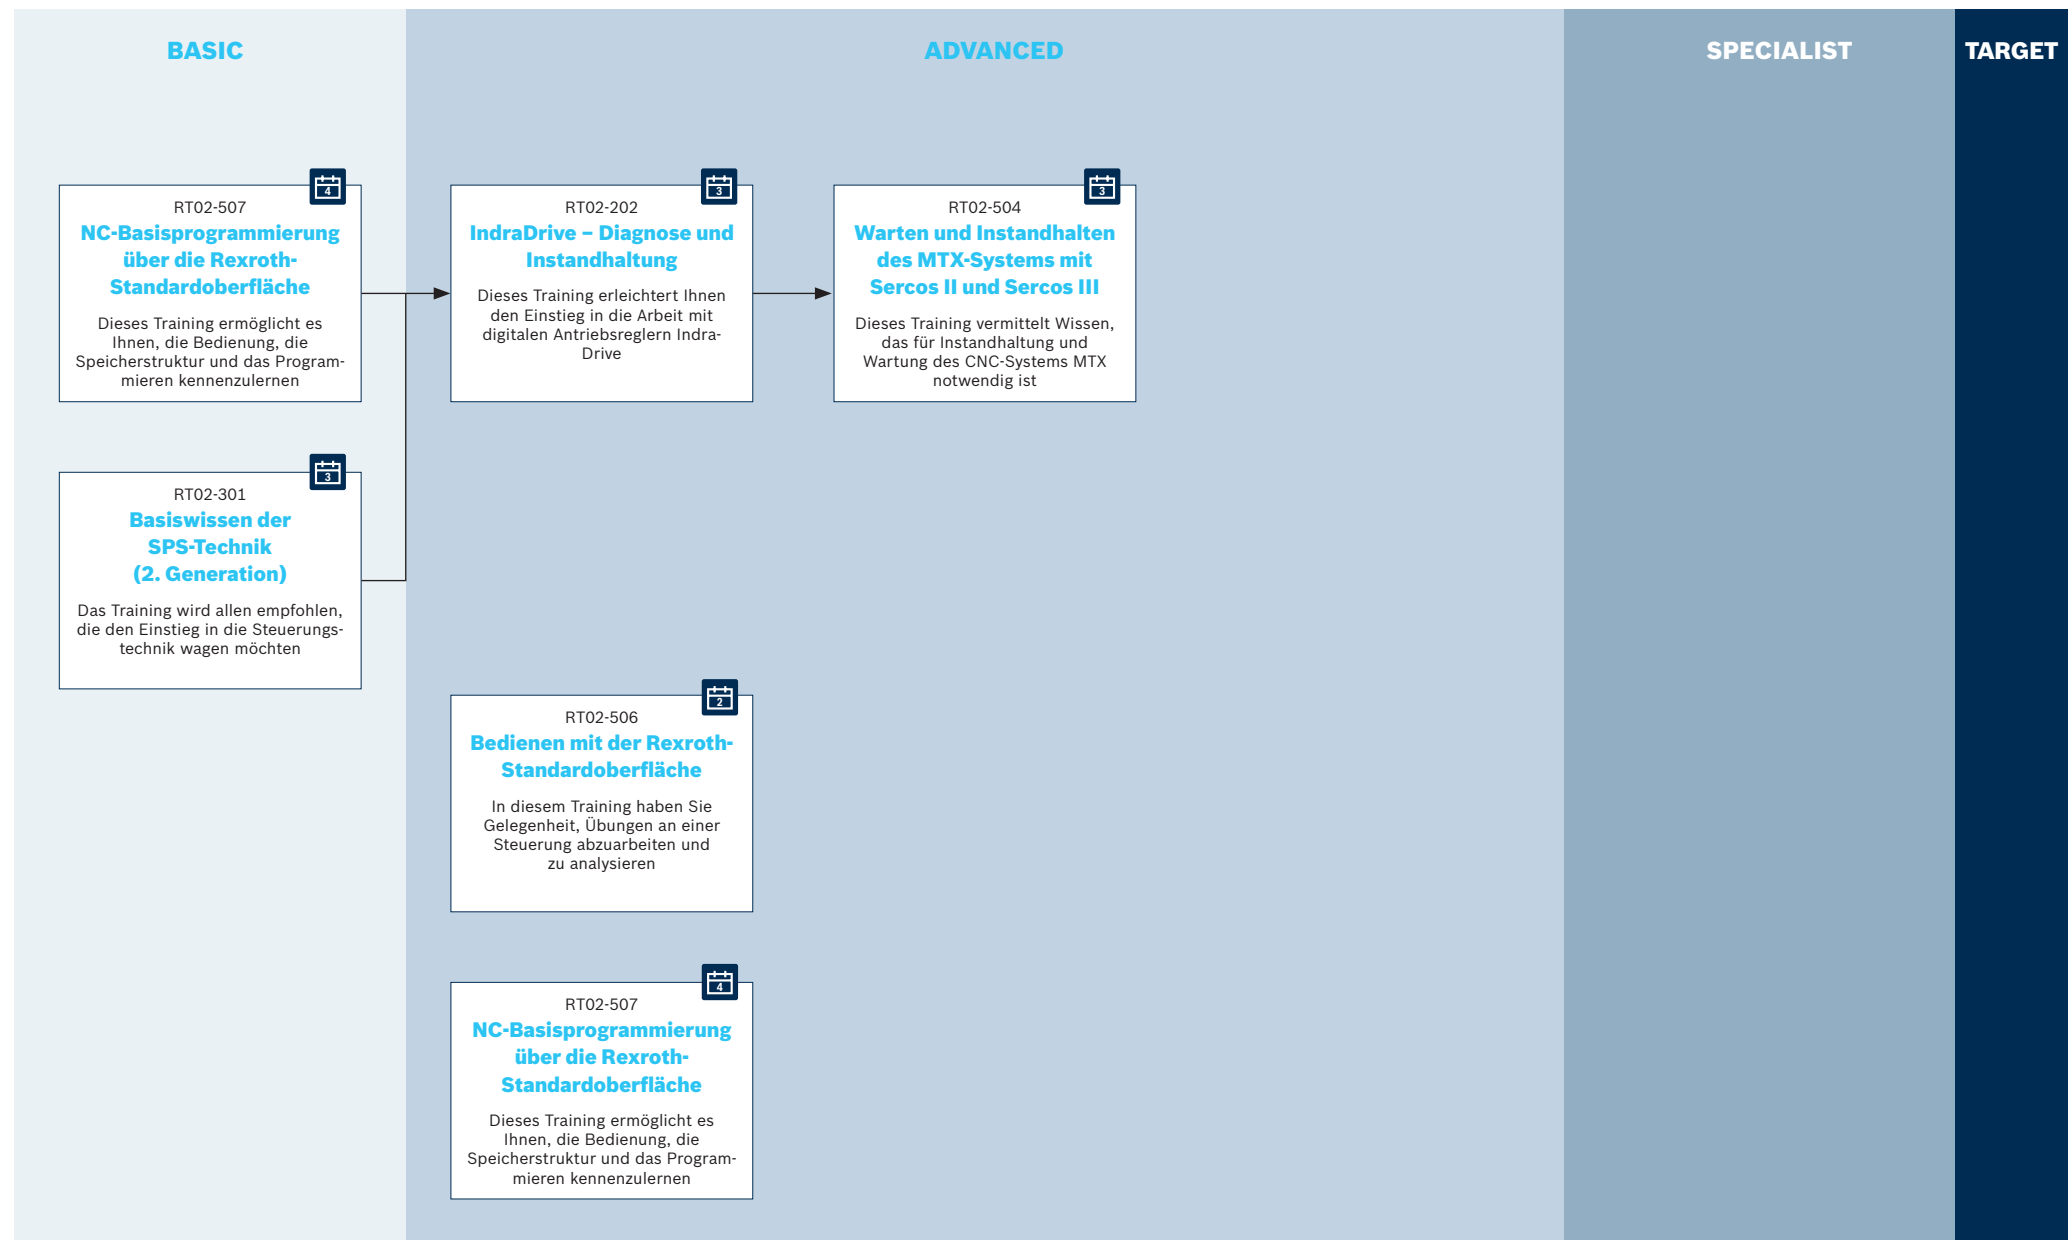 BASIC
ADVANCED
SPECIALIST
TARGET
4
RT02-507
NC-Basisprogrammierung
über die Rexroth-
Standardoberfläche
Dieses Training ermöglicht es
Ihnen, die Bedienung, die
Speicherstruktur und das Program-
mieren kennenzulernen
3
RT02-202
IndraDrive – Diagnose und
Instandhaltung
Dieses Training erleichtert Ihnen
den Einstieg in die Arbeit mit
digitalen Antriebsreglern Indra-
Drive
3
RT02-504
Warten und Instandhalten
des MTX-Systems mit
Sercos II und Sercos III
Dieses Training vermittelt Wissen,
das für Instandhaltung und
Wartung des CNC-Systems MTX
notwendig ist
3
RT02-301
Basiswissen der
SPS-Technik
(2. Generation)
Das Training wird allen empfohlen,
die den Einstieg in die Steuerungs-
technik wagen möchten
2
RT02-506
Bedienen mit der Rexroth-
Standardoberfläche
In diesem Training haben Sie
Gelegenheit, Übungen an einer
Steuerung abzuarbeiten und
zu analysieren
4
RT02-507
NC-Basisprogrammierung
über die Rexroth-
Standardoberfläche
Dieses Training ermöglicht es
Ihnen, die Bedienung, die
Speicherstruktur und das Program-
mieren kennenzulernen